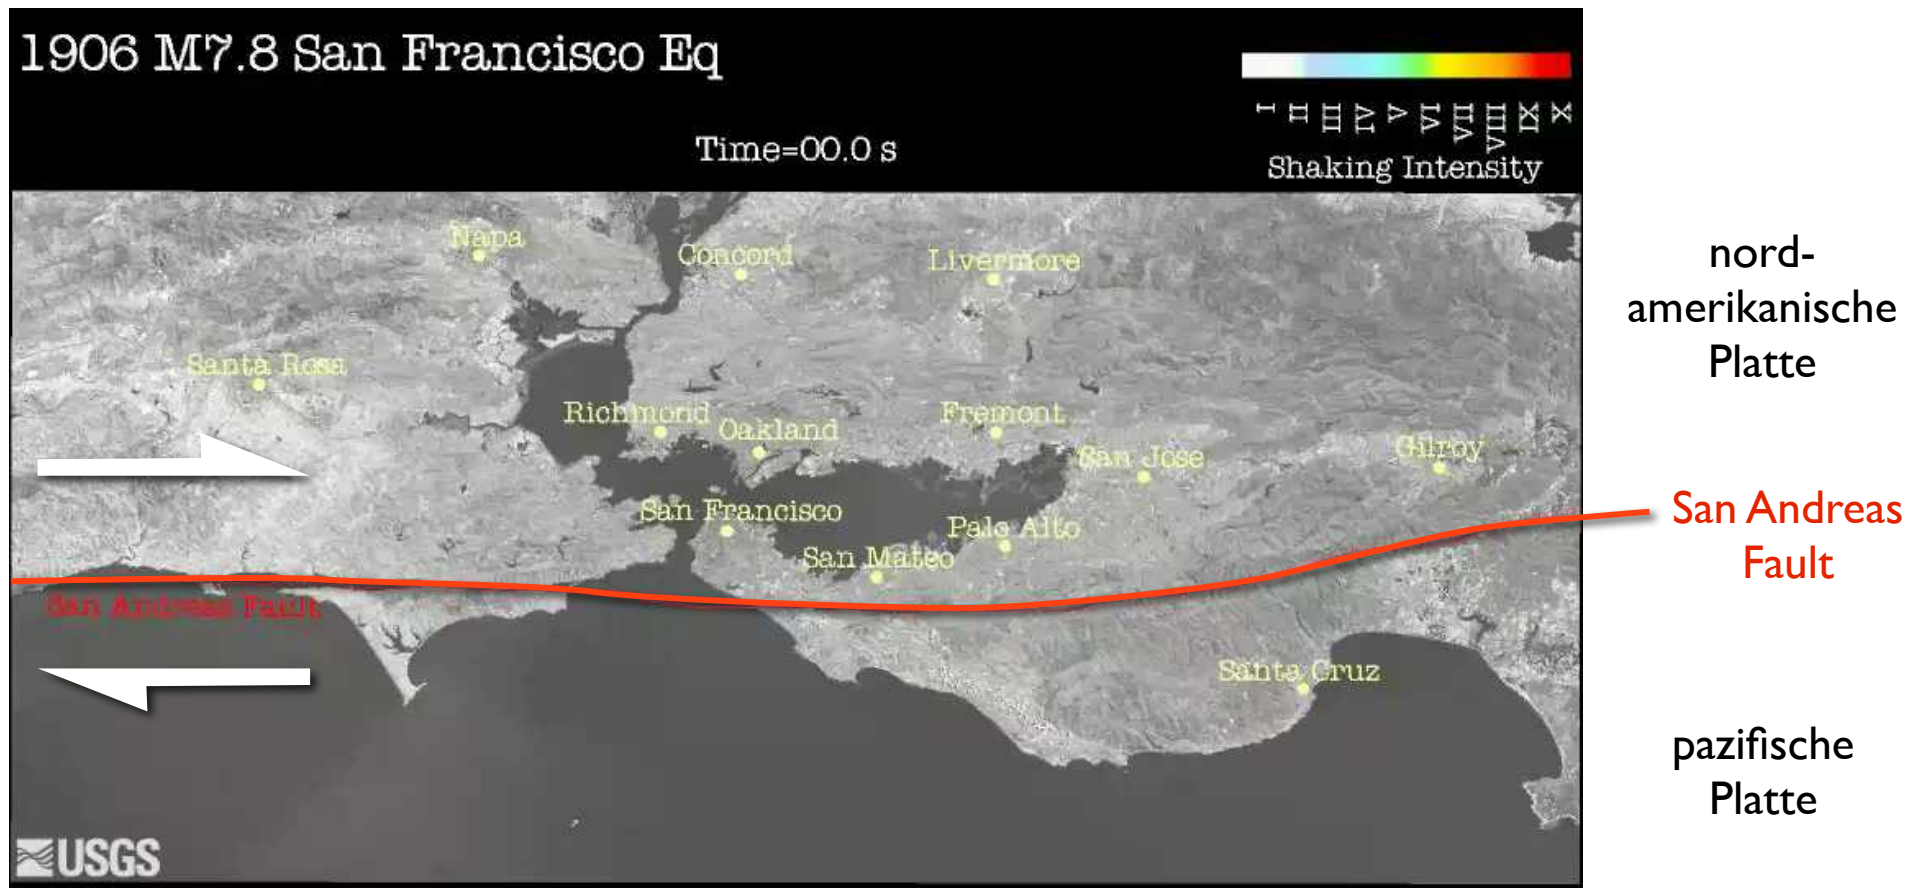 1906 M7.8 San Francisco Eq
I II III IV V VI VII VIII IX X
Time=00.0 s
Shaking Intensity
Napa
Concord
Livermore
nord-
amerikanische
Platte
Santa Rosa
Richmond
Oakland
Fremont
San Jose
Gilroy
San Francisco
Palo Alto
San Mateo
San Andreas
Fault
San Andreas Fault
Santa Cruz
pazifische
Platte
USGS